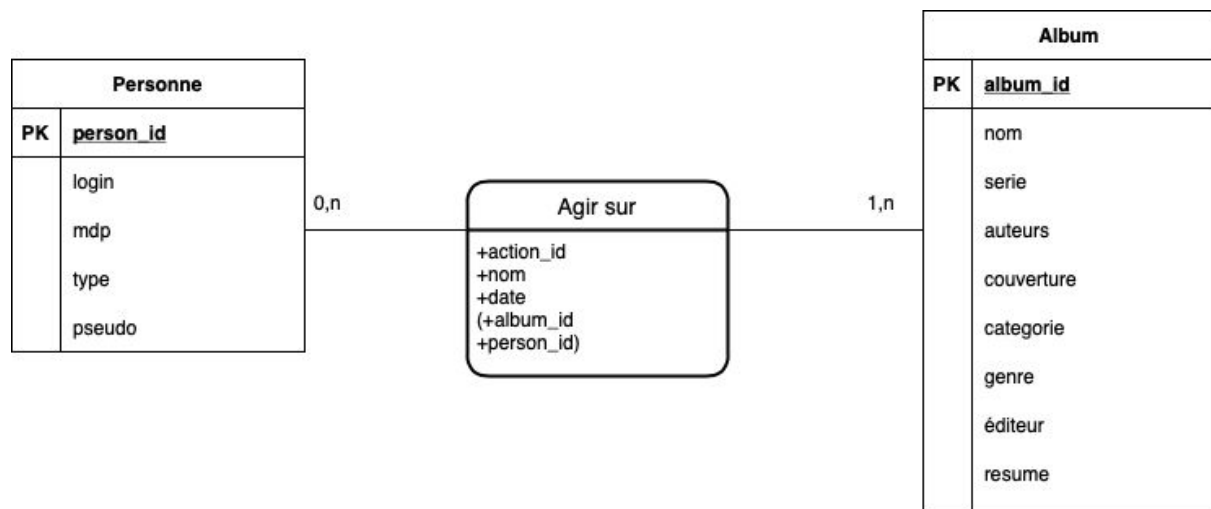 Personne
PK person_id
login
mdp
type
pseudo
0,n
Agir sur
+action_id
+nom
+date
(+album_id
+person_id)
1,n
Album
PK album_id
nom
serie
auteurs
couverture
categorie
genre
éditeur
resume